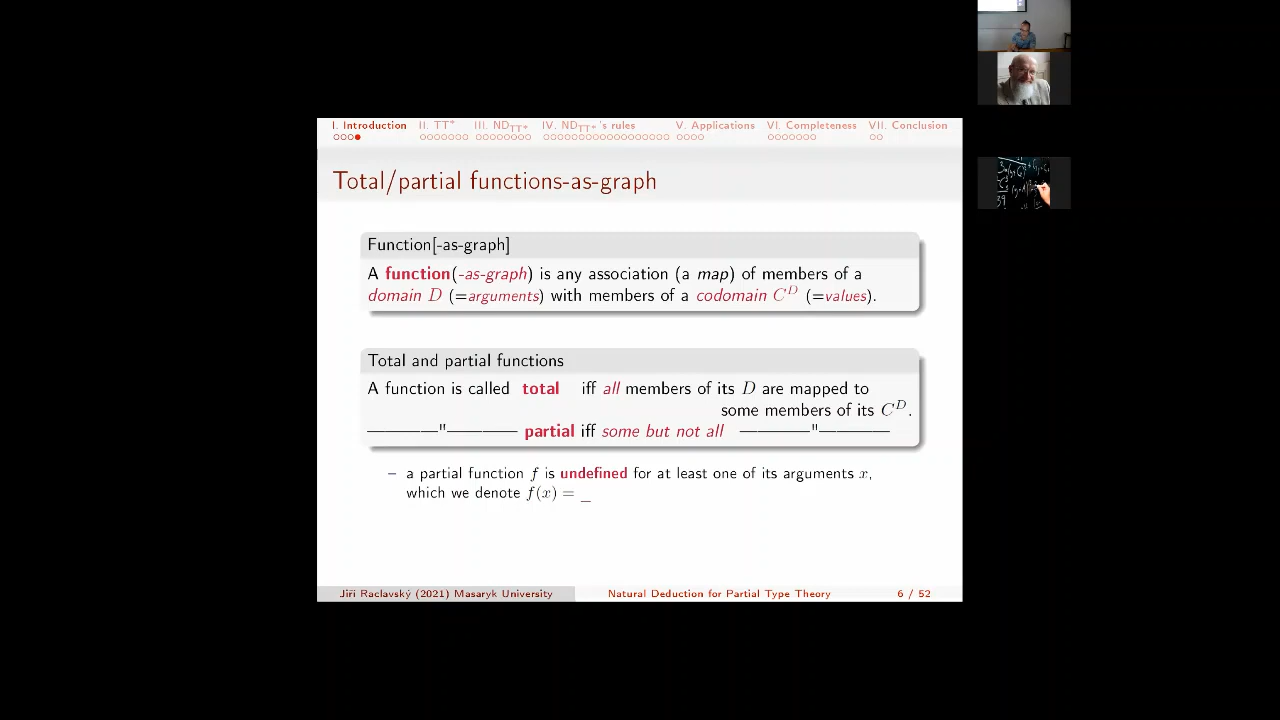 I. Introduction II. TT* III. ND_TT* IV. ND_TT*'s rules V. Applications VI. Completeness VII. Conclusion
Total/partial functions-as-graph
Function[-as-graph]
A function(-as-graph) is any association (a map) of members of a
domain D (=arguments) with members of a codomain C^D (=values).
Total and partial functions
A function is called total iff all members of its D are mapped to
some members of its C^D.
————"———— partial iff some but not all ————"————
– a partial function f is undefined for at least one of its arguments x,
which we denote f(x) = _
Jiří Raclavský (2021) Masaryk University Natural Deduction for Partial Type Theory 6 / 52